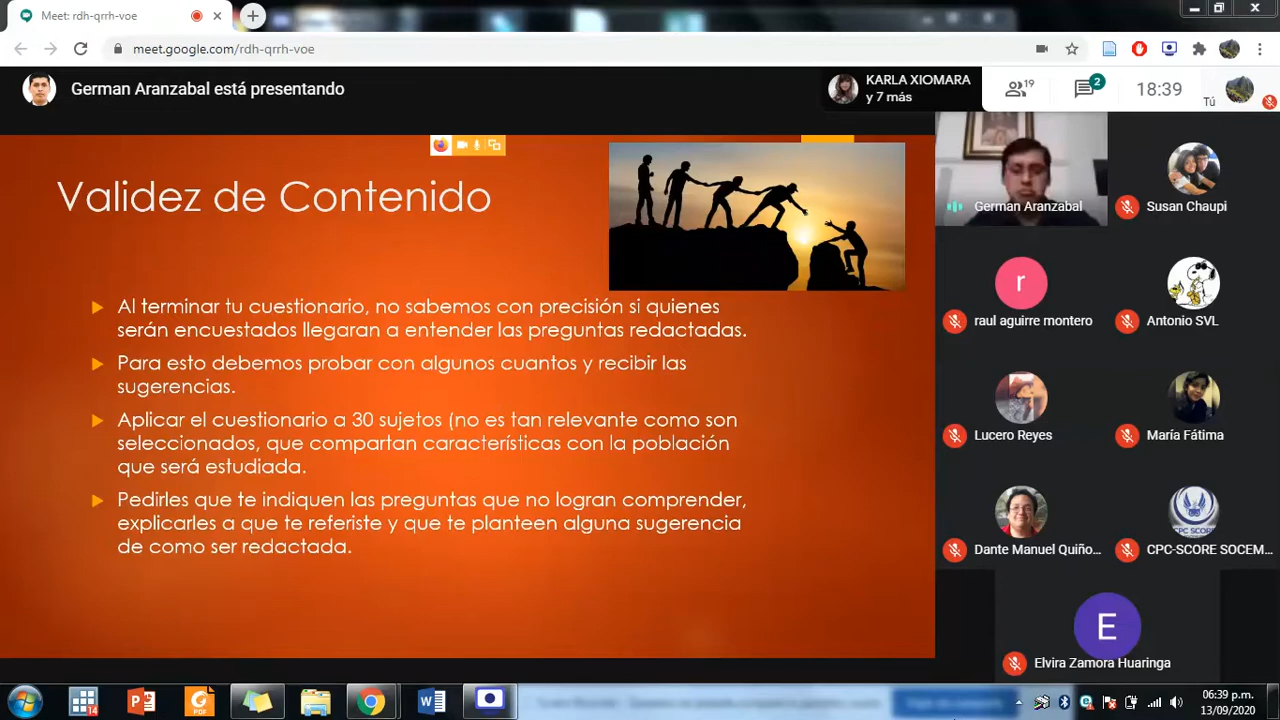 Meet: rdh-qrrh-voe
meet.google.com/rdh-qrrh-voe
German Aranzabal está presentando
KARLA XIOMARA
y 7 más
19
2
18:39
Tú
Validez de Contenido
Al terminar tu cuestionario, no sabemos con precisión si quienes
serán encuestados llegaran a entender las preguntas redactadas.
Para esto debemos probar con algunos cuantos y recibir las
sugerencias.
Aplicar el cuestionario a 30 sujetos (no es tan relevante como son
seleccionados, que compartan características con la población
que será estudiada.
Pedirles que te indiquen las preguntas que no logran comprender,
explicarles a que te referiste y que te planteen alguna sugerencia
de como ser redactada.
German Aranzabal
Susan Chaupi
r
raul aguirre montero
Antonio SVL
Lucero Reyes
María Fátima
Dante Manuel Quiño...
CPC SCORE
CPC-SCORE SOCEM...
E
Elvira Zamora Huaringa
14
PDF
06:39 p.m.
13/09/2020